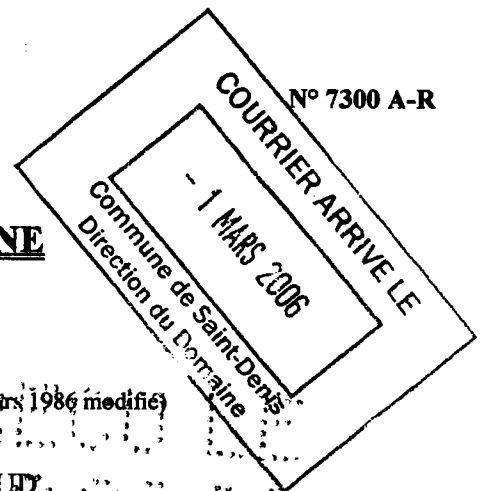 N° 7300 A-R
COURRIER ARRIVE LE
- 1 MARS 2006
Commune de Saint-Denis
Direction du Domaine
NE
1986 modifié)